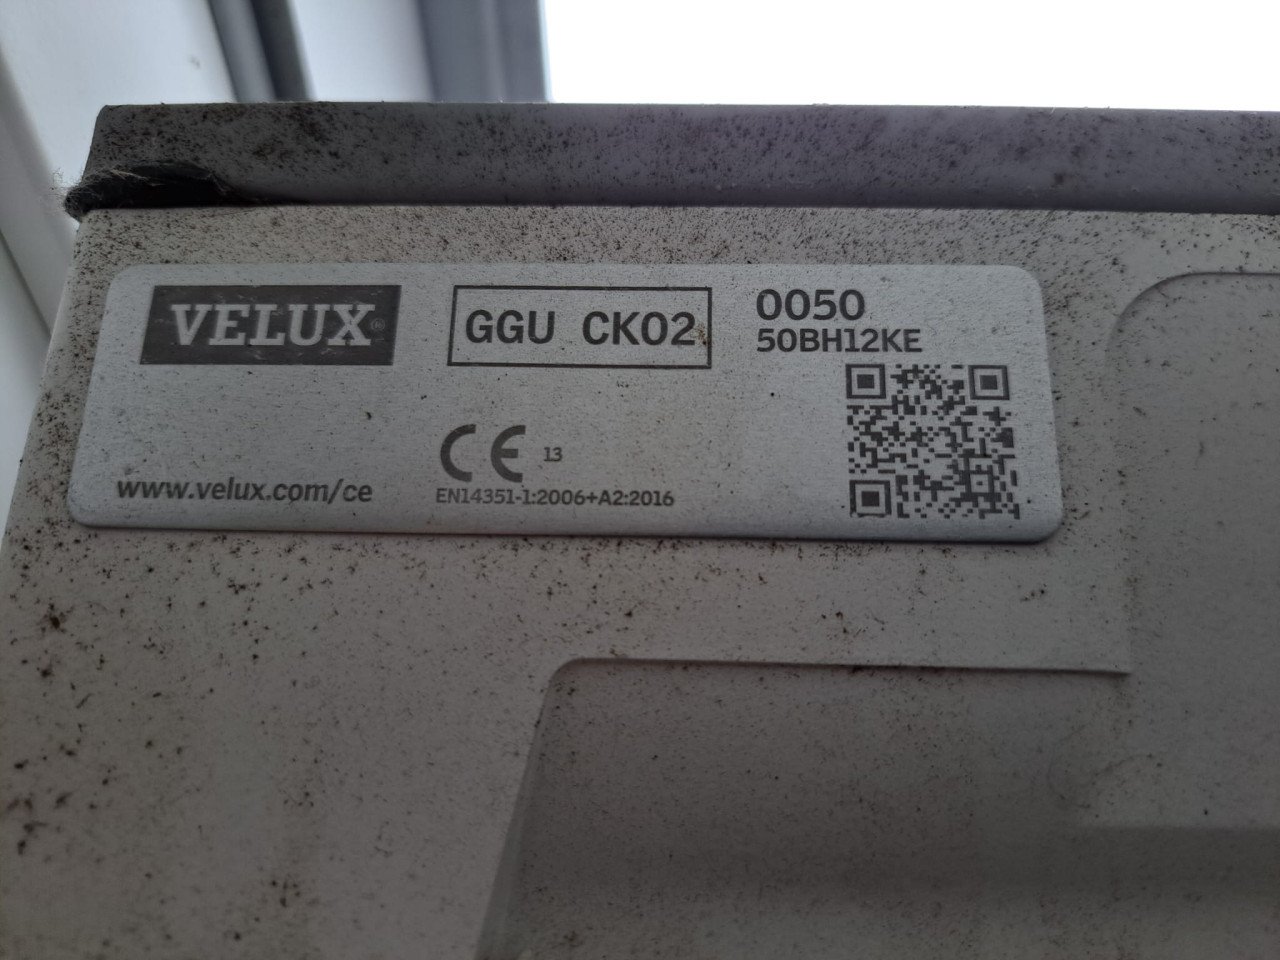 VELUX®
GGU CK02
0050
50BH12KE
CE 13
www.velux.com/ce
EN14351-1:2006+A2:2016